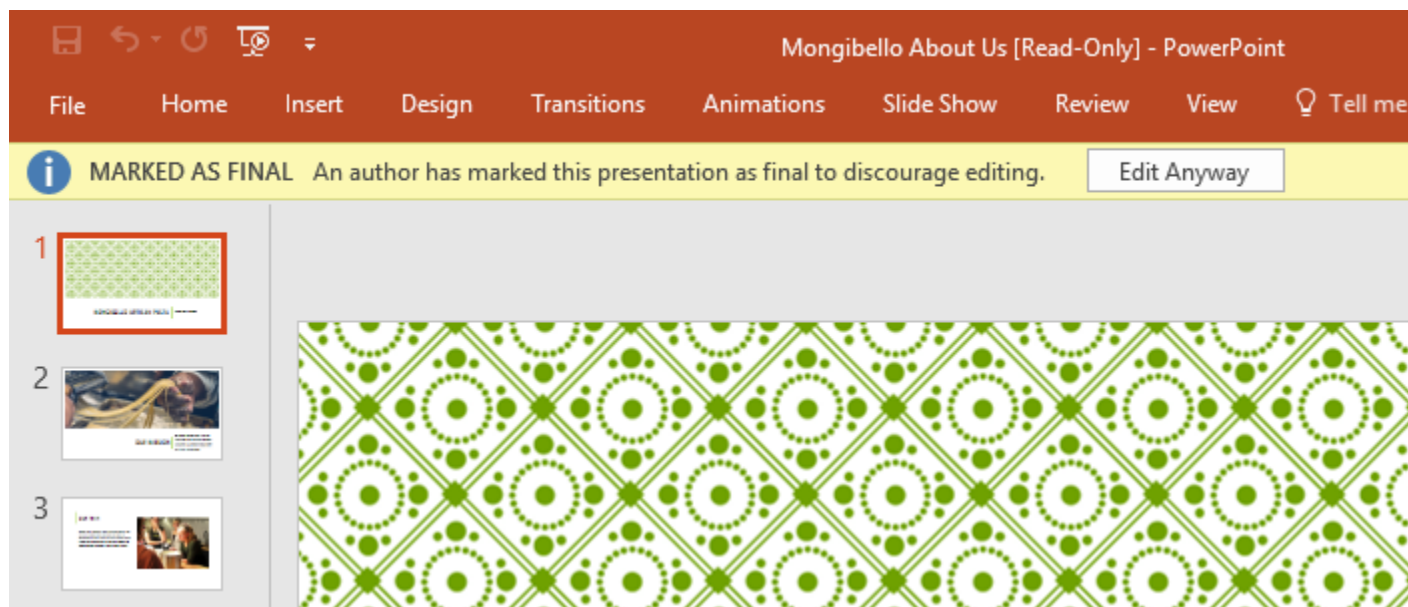 Mongibello About Us [Read-Only] - PowerPoint
File Home Insert Design Transitions Animations Slide Show Review View Tell me
MARKED AS FINAL An author has marked this presentation as final to discourage editing. Edit Anyway
1
2
3